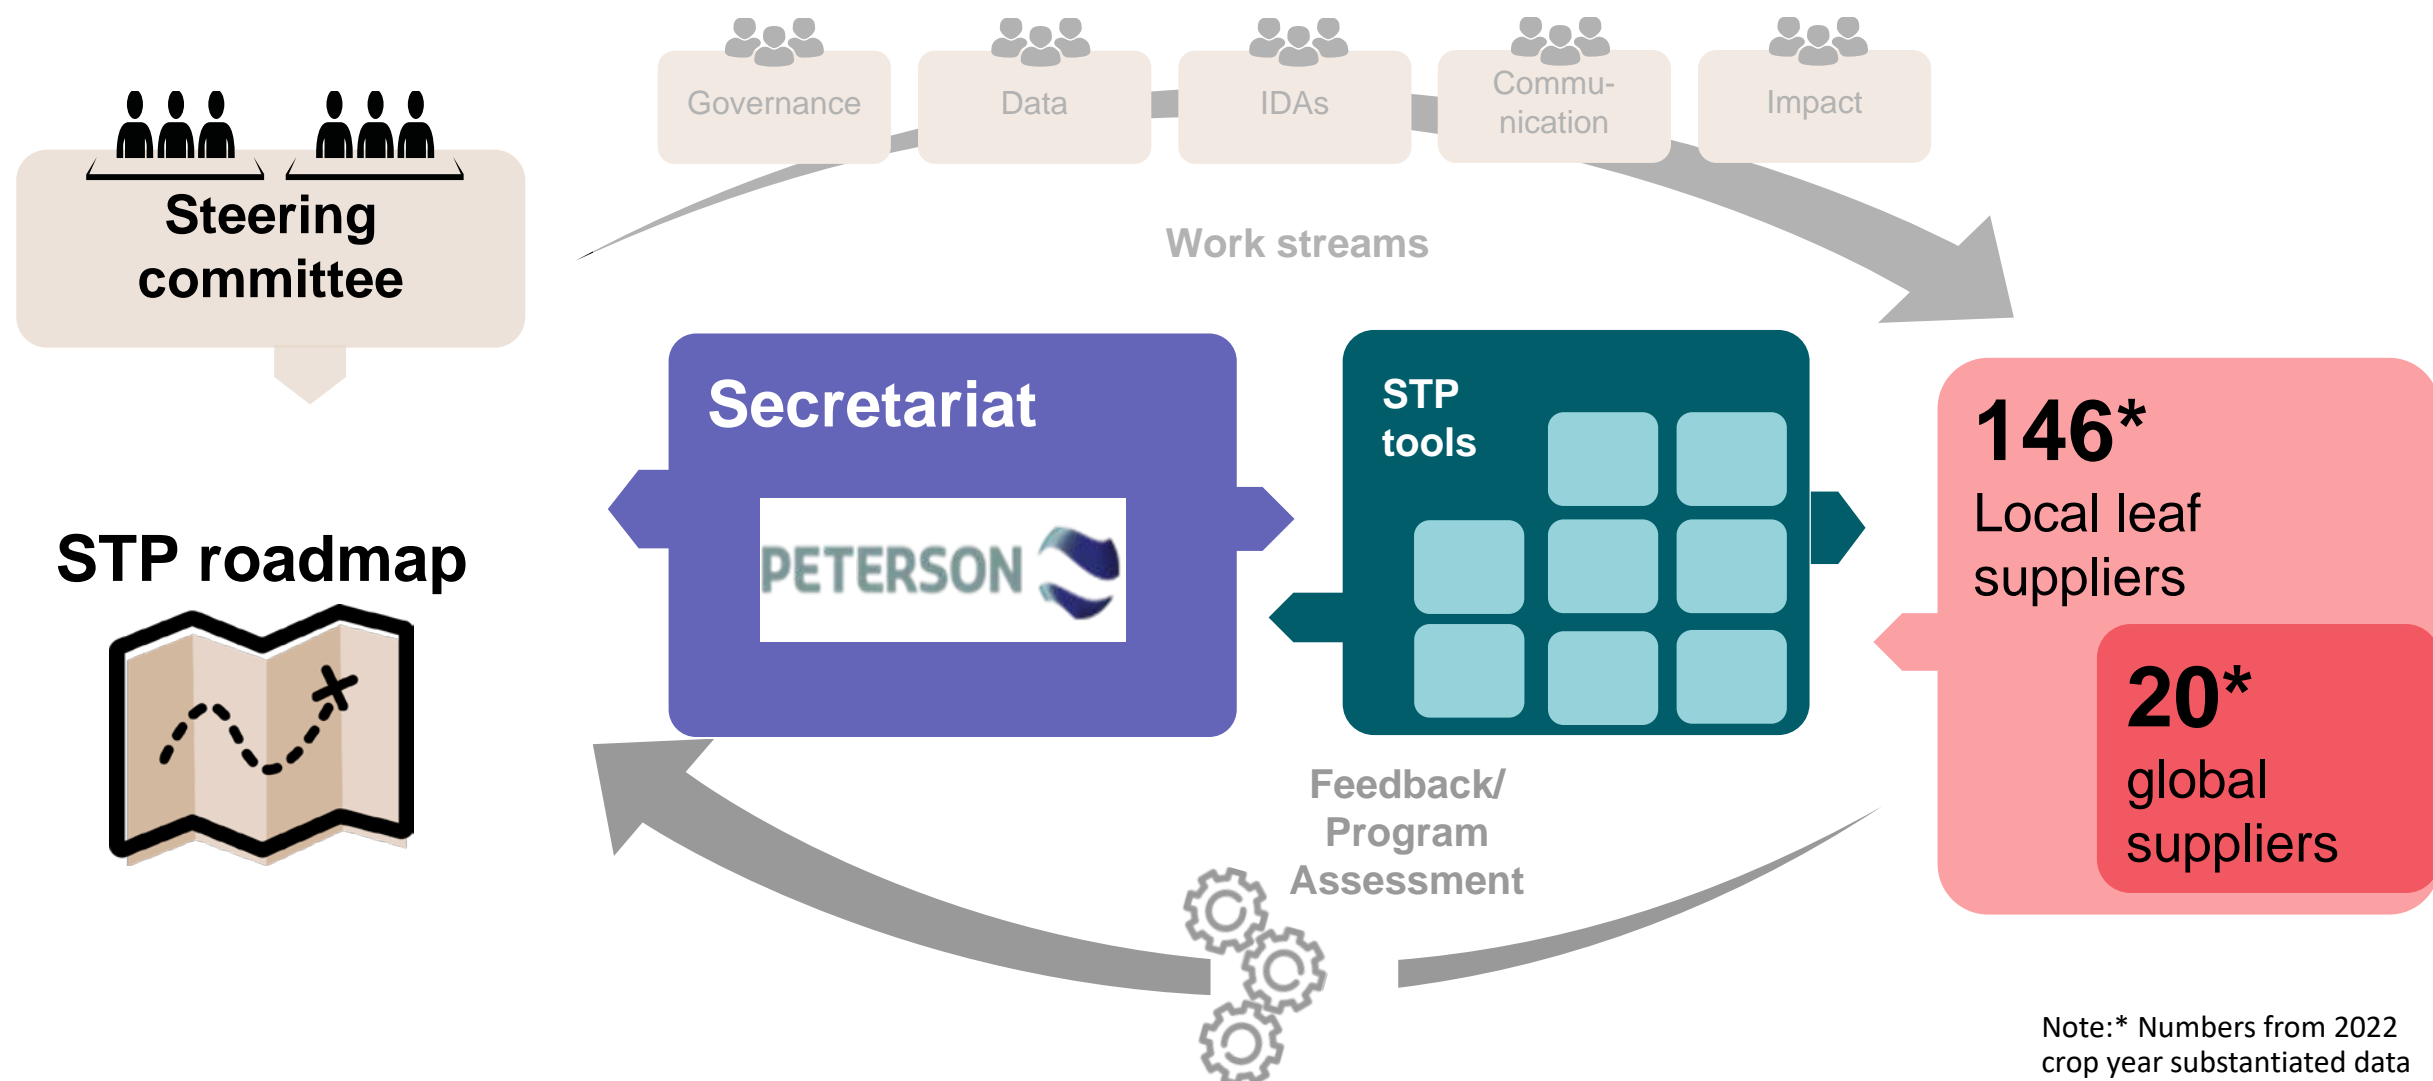 Governance
Data
IDAs
Commu-
nication
Impact
Steering
committee
Work streams
Secretariat
PETERSON
STP
tools
146*
Local leaf
suppliers
20*
global
suppliers
STP roadmap
Feedback/
Program
Assessment
Note:* Numbers from 2022
crop year substantiated data